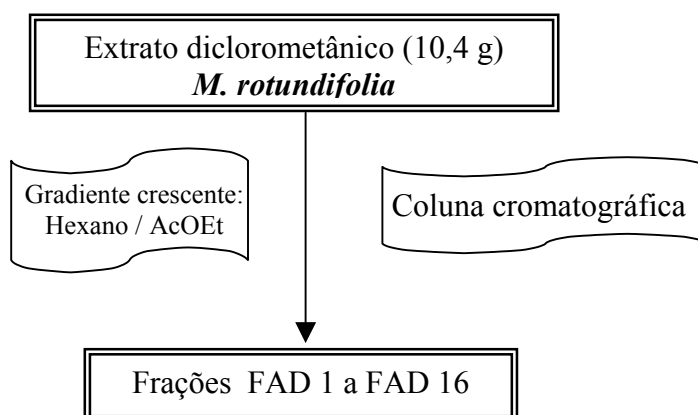 Extrato diclorometânico (10,4 g)
M. rotundifolia
Gradiente crescente:
Hexano / AcOEt
Coluna cromatográfica
Frações FAD 1 a FAD 16